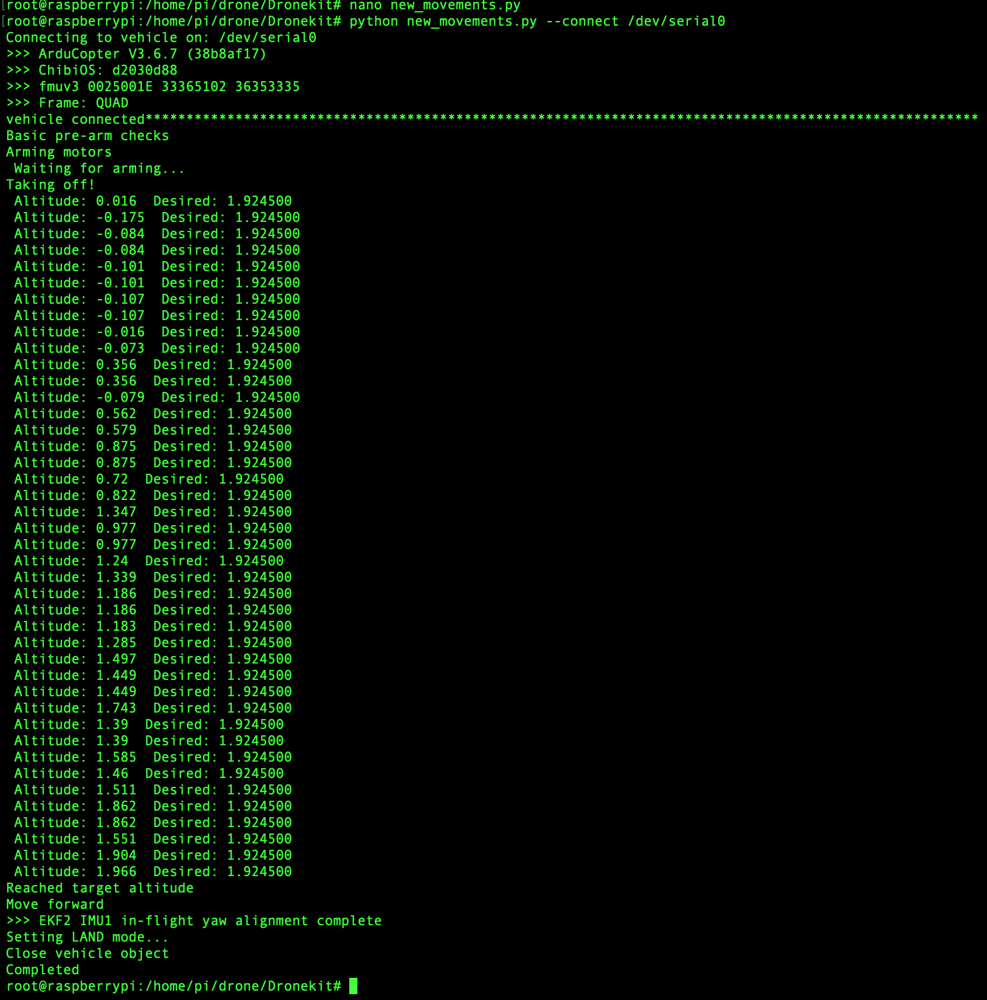 [root@raspberrypi:/home/pi/drone/Dronekit# nano new_movements.py
[root@raspberrypi:/home/pi/drone/Dronekit# python new_movements.py --connect /dev/serial0
Connecting to vehicle on: /dev/serial0
>>> ArduCopter V3.6.7 (38b8af17)
>>> ChibiOS: d2030d88
>>> fmuv3 0025001E 33365102 36353335
>>> Frame: QUAD
vehicle connected******************************************************************************************************
Basic pre-arm checks
Arming motors
 Waiting for arming...
Taking off!
 Altitude: 0.016  Desired: 1.924500
 Altitude: -0.175  Desired: 1.924500
 Altitude: -0.084  Desired: 1.924500
 Altitude: -0.084  Desired: 1.924500
 Altitude: -0.101  Desired: 1.924500
 Altitude: -0.101  Desired: 1.924500
 Altitude: -0.107  Desired: 1.924500
 Altitude: -0.107  Desired: 1.924500
 Altitude: -0.016  Desired: 1.924500
 Altitude: -0.073  Desired: 1.924500
 Altitude: 0.356  Desired: 1.924500
 Altitude: 0.356  Desired: 1.924500
 Altitude: -0.079  Desired: 1.924500
 Altitude: 0.562  Desired: 1.924500
 Altitude: 0.579  Desired: 1.924500
 Altitude: 0.875  Desired: 1.924500
 Altitude: 0.875  Desired: 1.924500
 Altitude: 0.72  Desired: 1.924500
 Altitude: 0.822  Desired: 1.924500
 Altitude: 1.347  Desired: 1.924500
 Altitude: 0.977  Desired: 1.924500
 Altitude: 0.977  Desired: 1.924500
 Altitude: 1.24  Desired: 1.924500
 Altitude: 1.339  Desired: 1.924500
 Altitude: 1.186  Desired: 1.924500
 Altitude: 1.186  Desired: 1.924500
 Altitude: 1.183  Desired: 1.924500
 Altitude: 1.285  Desired: 1.924500
 Altitude: 1.497  Desired: 1.924500
 Altitude: 1.449  Desired: 1.924500
 Altitude: 1.449  Desired: 1.924500
 Altitude: 1.743  Desired: 1.924500
 Altitude: 1.39  Desired: 1.924500
 Altitude: 1.39  Desired: 1.924500
 Altitude: 1.585  Desired: 1.924500
 Altitude: 1.46  Desired: 1.924500
 Altitude: 1.511  Desired: 1.924500
 Altitude: 1.862  Desired: 1.924500
 Altitude: 1.862  Desired: 1.924500
 Altitude: 1.551  Desired: 1.924500
 Altitude: 1.904  Desired: 1.924500
 Altitude: 1.966  Desired: 1.924500
Reached target altitude
Move forward
>>> EKF2 IMU1 in-flight yaw alignment complete
Setting LAND mode...
Close vehicle object
Completed
root@raspberrypi:/home/pi/drone/Dronekit#